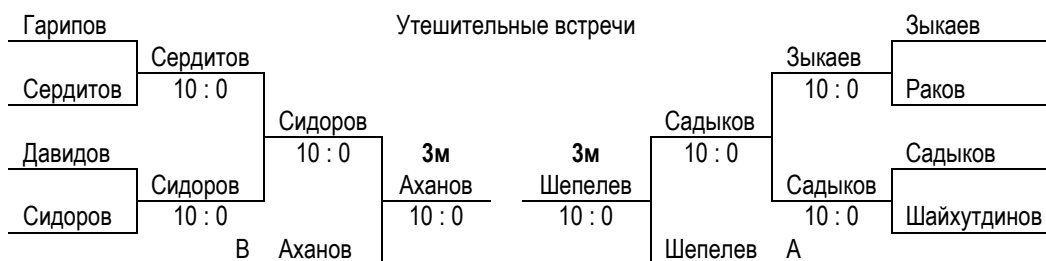 Гарипов Утешительные встречи Зыкаев
Сердитов Зыкаев
Сердитов 10 : 0 10 : 0 Раков
Сидоров Садыков
Давидов 10 : 0 3м 3м 10 : 0 Садыков
Сидоров Аханов Шепелев Садыков
Сидоров 10 : 0 10 : 0 10 : 0 10 : 0 Шайхутдинов
В Аханов Шепелев А